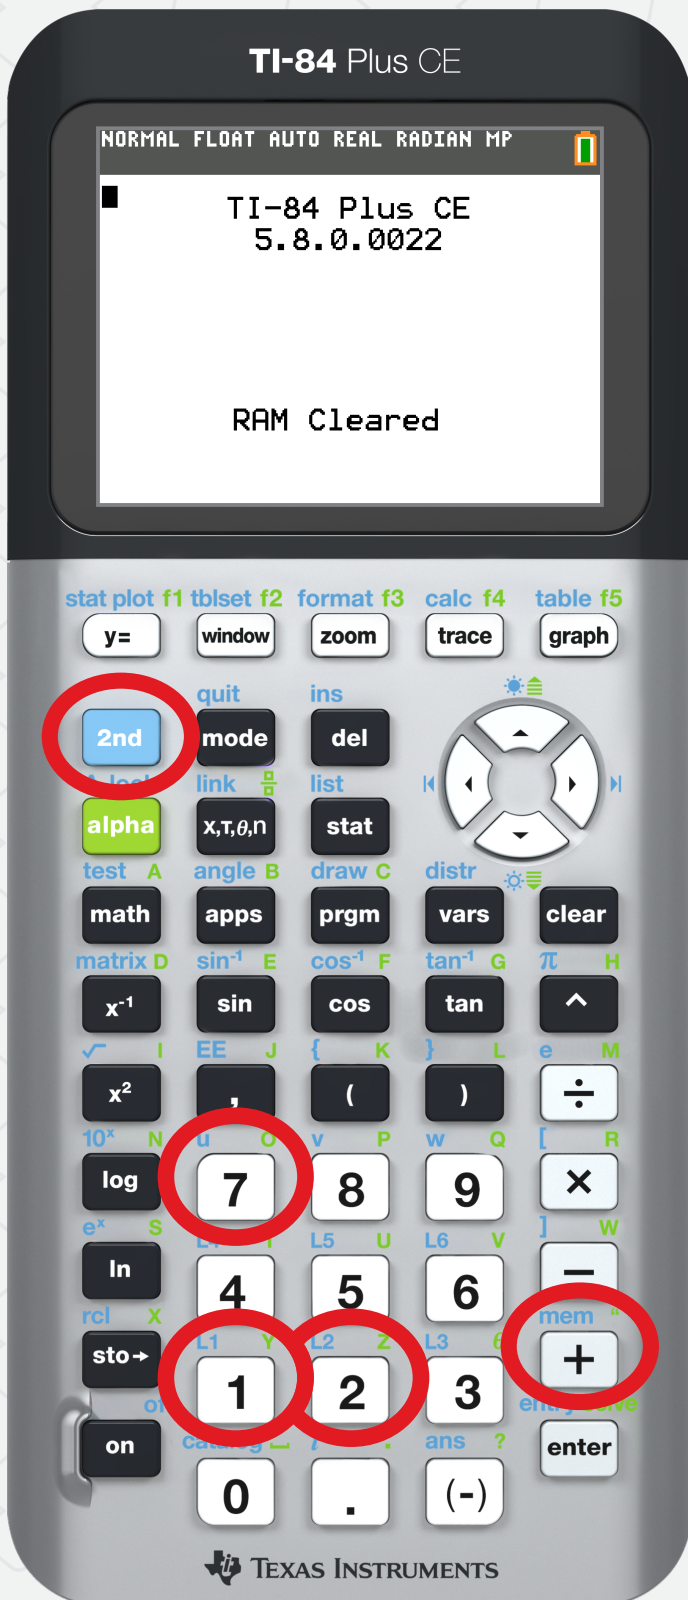 TI-84 Plus CE
NORMAL FLOAT AUTO REAL RADIAN MP
TI-84 Plus CE
5.8.0.0022
RAM Cleared
stat plot f1 tblset f2 format f3 calc f4 table f5
y= window zoom trace graph
quit ins
2nd mode del
link list
alpha X,T,θ,n stat
test A angle B draw C distr
math apps prgm vars clear
matrix D sin⁻¹ E cos⁻¹ F tan⁻¹ G π H
x⁻¹ sin cos tan ^
√ I EE J { K } L e M
x² , ( ) ÷
10ˣ N u O v P w Q [ R
log 7 8 9 ×
eˣ S L5 U L6 V ] W
ln 4 5 6 −
rcl X L1 Y L2 Z L3 mem "
sto→ 1 2 3 +
ans ?
on enter
0 . (-)
TEXAS INSTRUMENTS